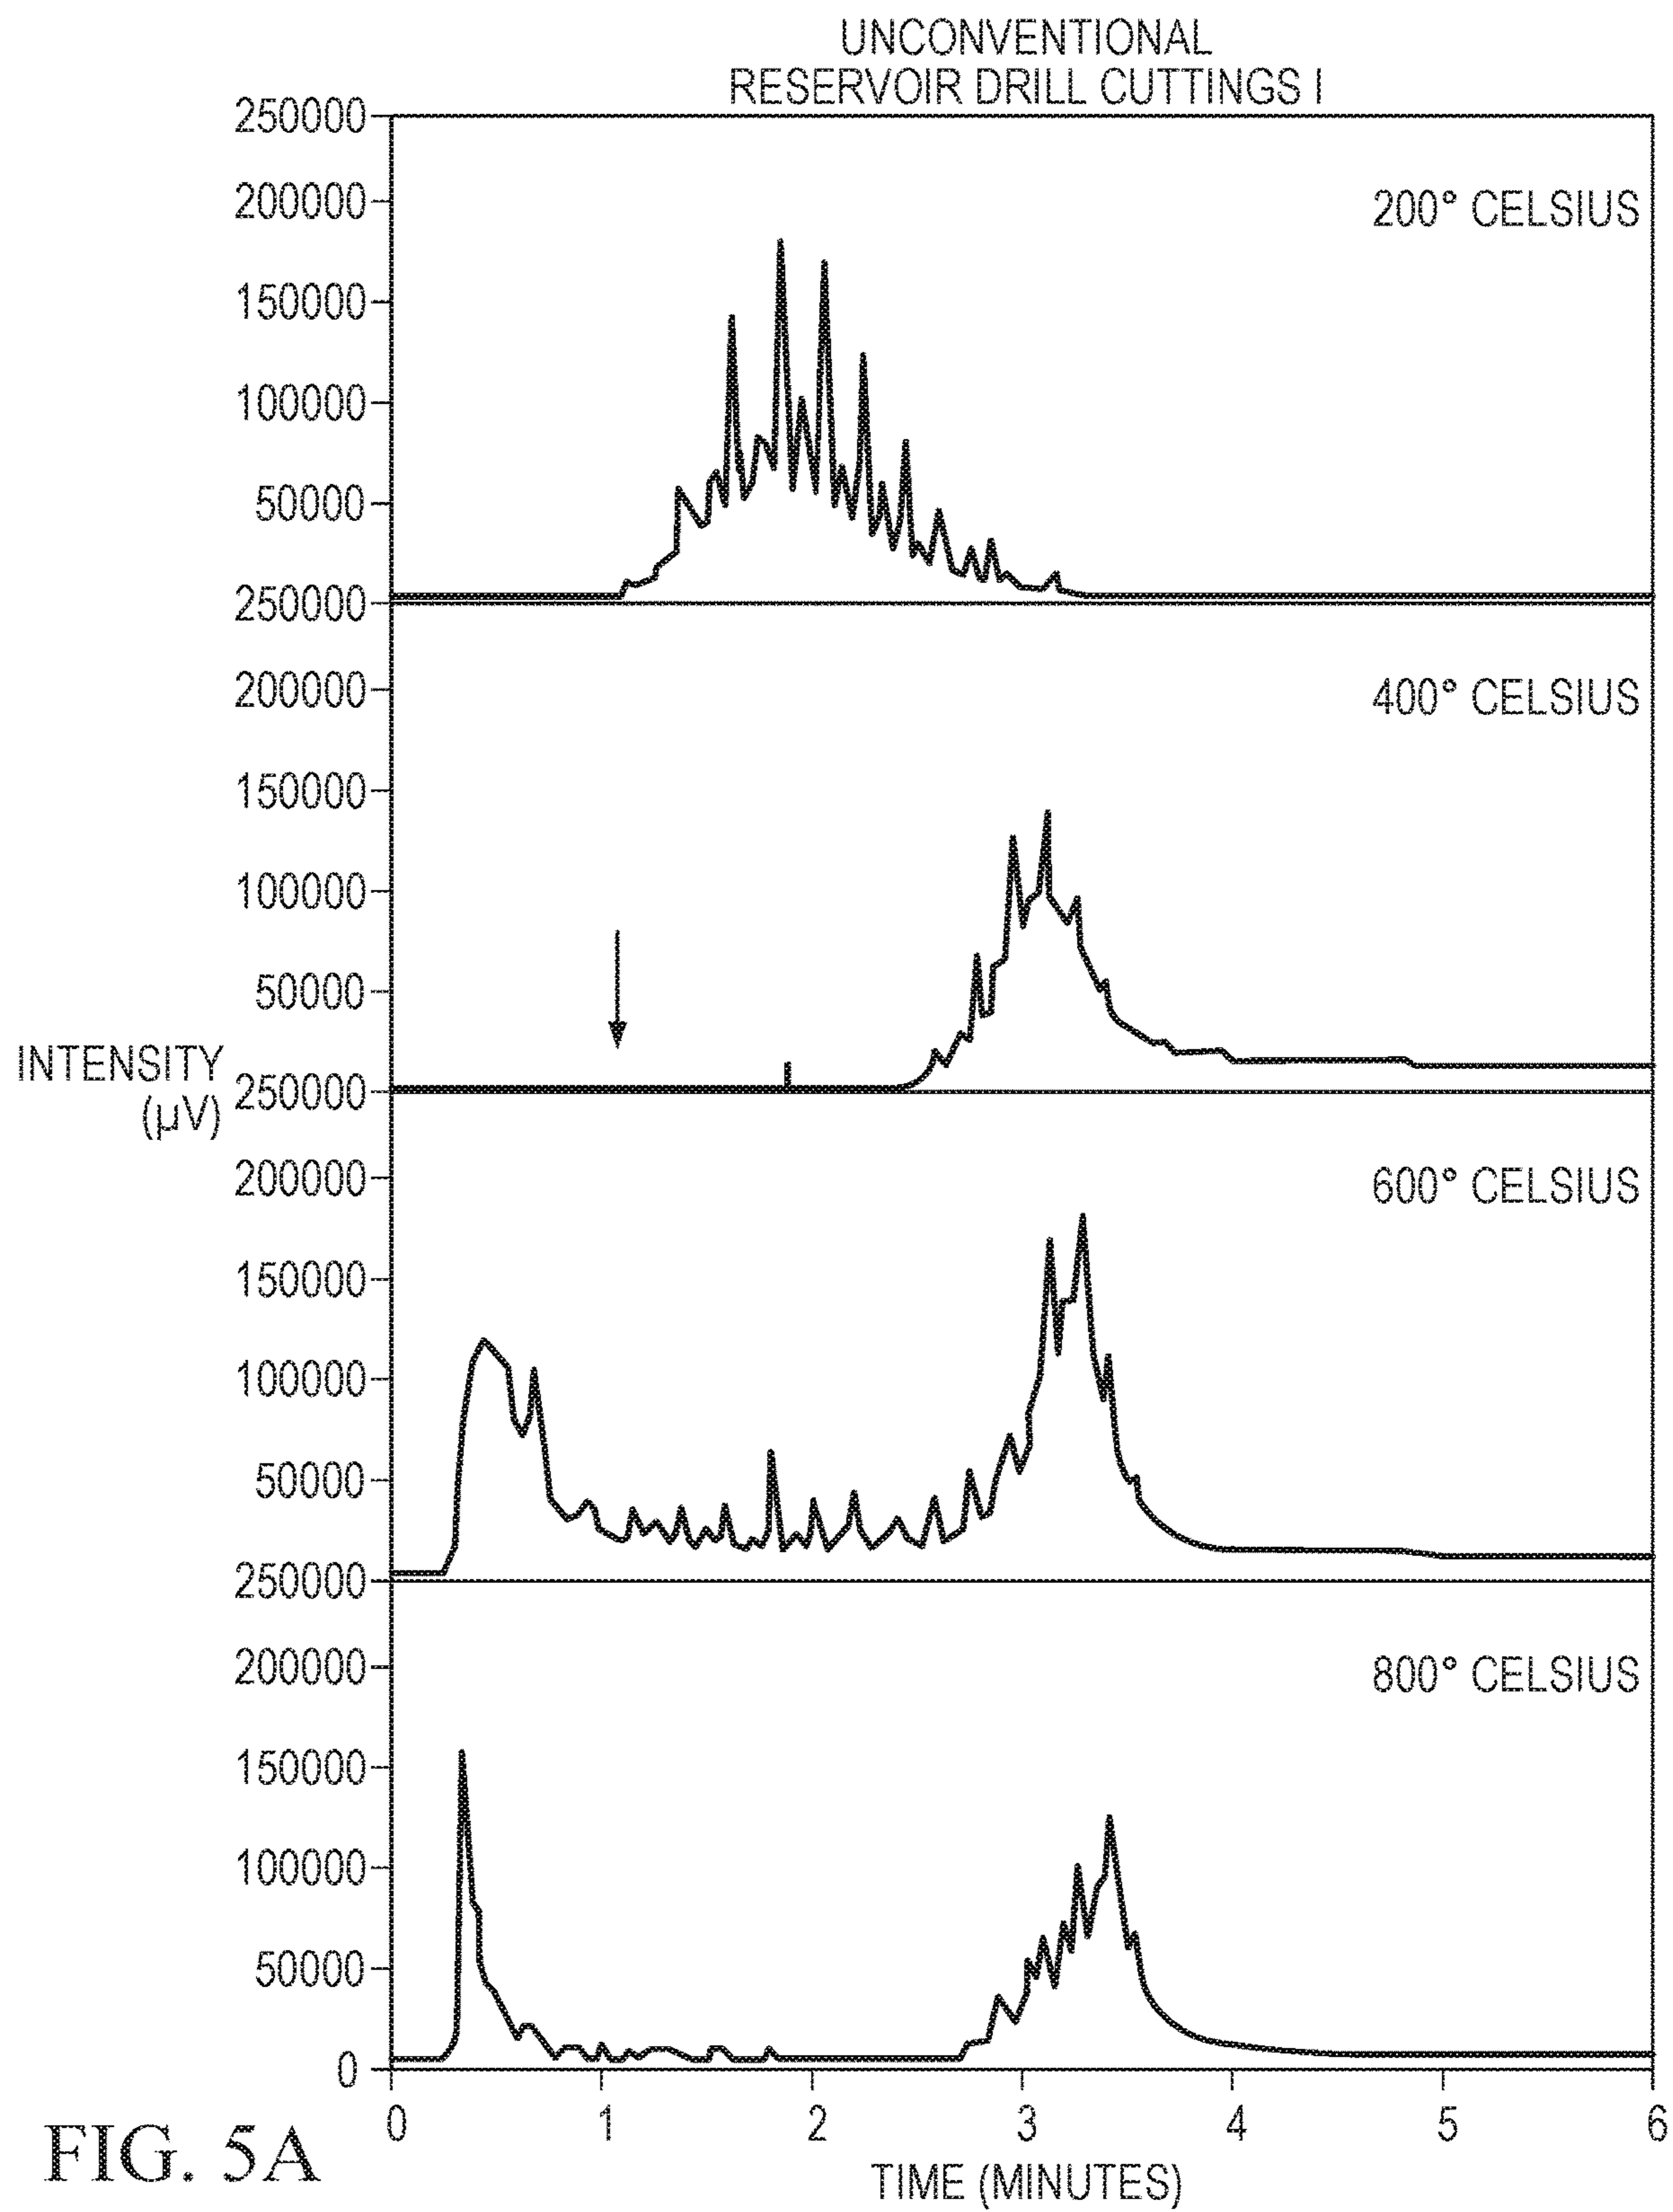 UNCONVENTIONAL
RESERVOIR DRILL CUTTINGS I
250000
200000
200° CELSIUS
150000
100000
50000
250000
200000
400° CELSIUS
150000
100000
50000
INTENSITY
(µV)
250000
200000
600° CELSIUS
150000
100000
50000
250000
200000
800° CELSIUS
150000
100000
50000
0
0 1 2 3 4 5 6
TIME (MINUTES)
FIG. 5A